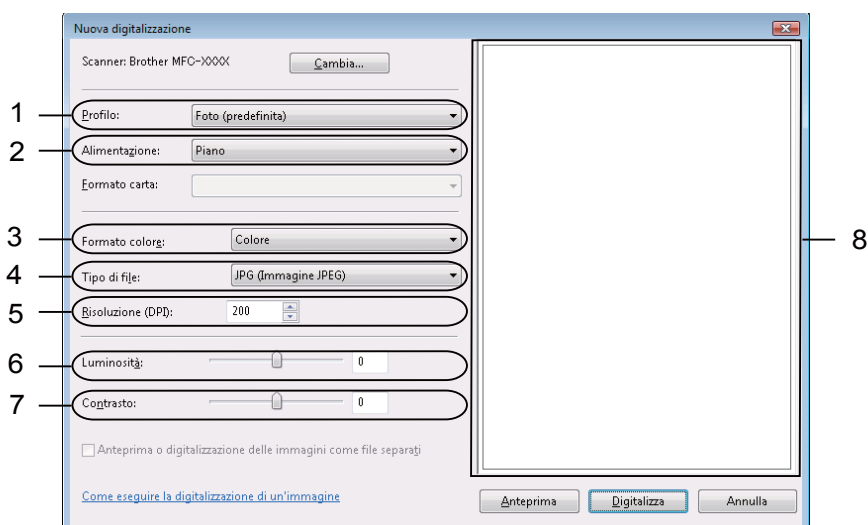 Nuova digitalizzazione
Scanner: Brother MFC-XXXX Cambia...
1 Profilo: Foto (predefinita)
2 Alimentazione: Piano
Formato carta:
3 Formato colore: Colore
8
4 Tipo di file: JPG (Immagine JPEG)
5 Risoluzione (DPI): 200
6 Luminosità: 0
7 Contrasto: 0
Anteprima o digitalizzazione delle immagini come file separati
Come eseguire la digitalizzazione di un'immagine
Anteprima Digitalizza Annulla